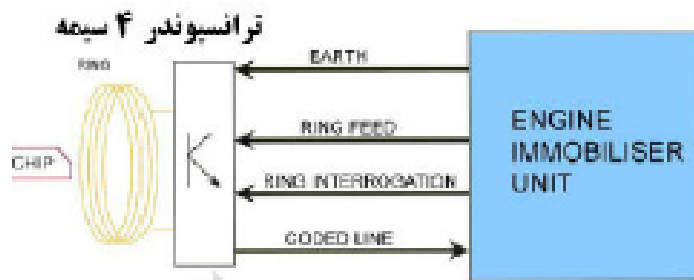 ترانسپوندر ۴ سیمه
RING
EARTH
CHIP
RING FEED
RING INTERROGATION
CODED LINE
ENGINE
IMMOBILISER
UNIT